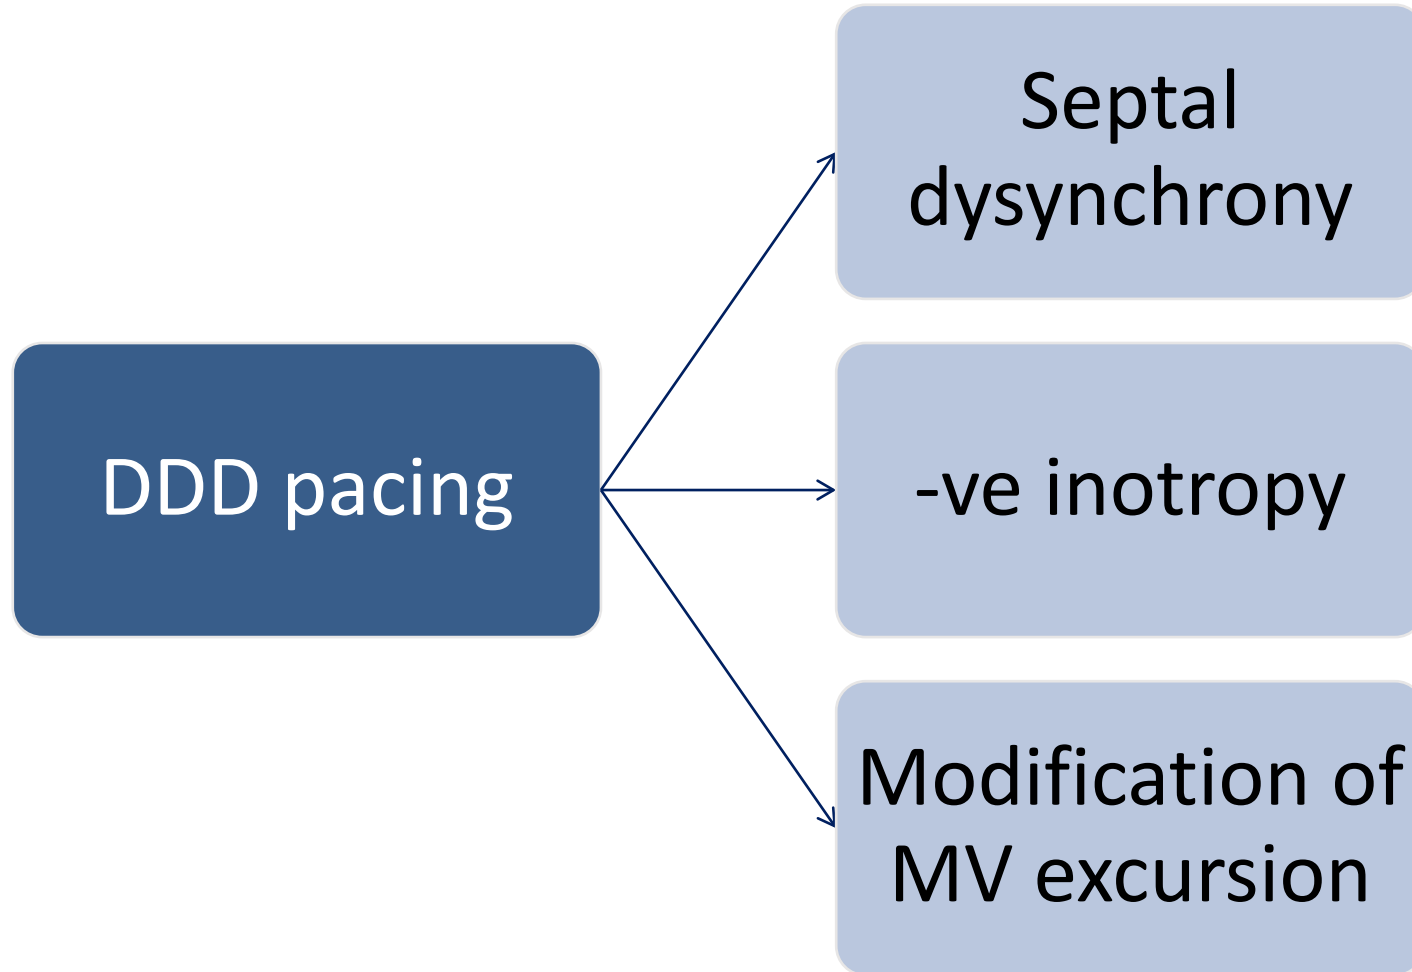 Septal
dysynchrony
DDD pacing
-ve inotropy
Modification of
MV excursion